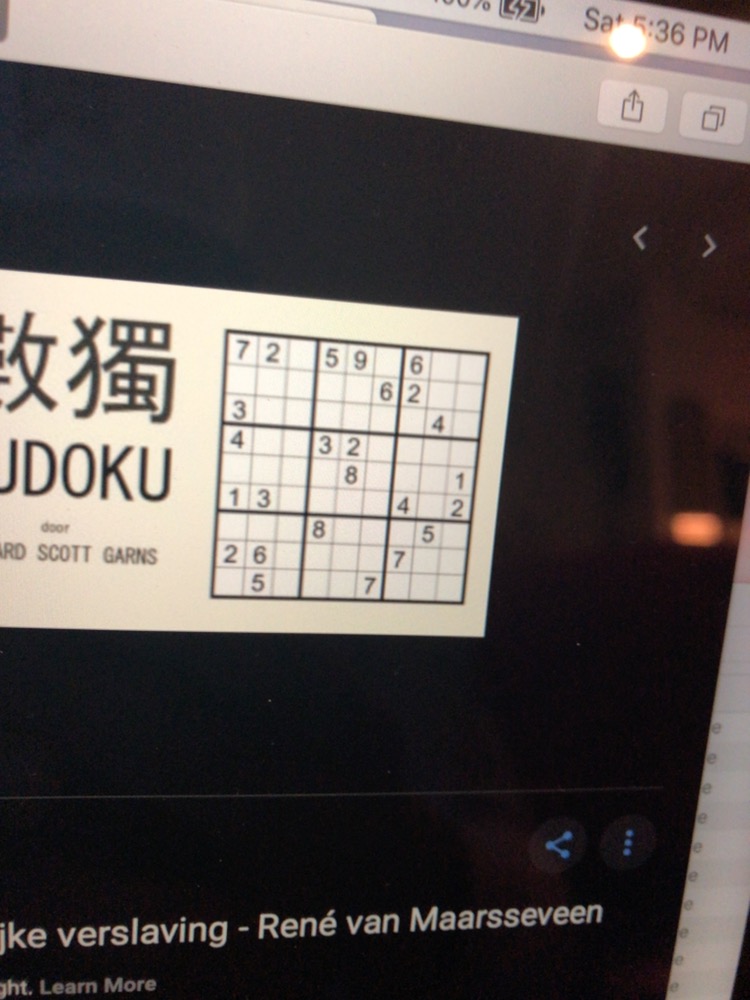 Sat 5:36 PM
獨
UDOKU
door
ARD SCOTT GARNS
7 2 5 9 6
6 2
3 4
4 3 2
8 1
1 3 4 2
8 5
2 6 7
5 7
jke verslaving - René van Maarsseveen
ght. Learn More